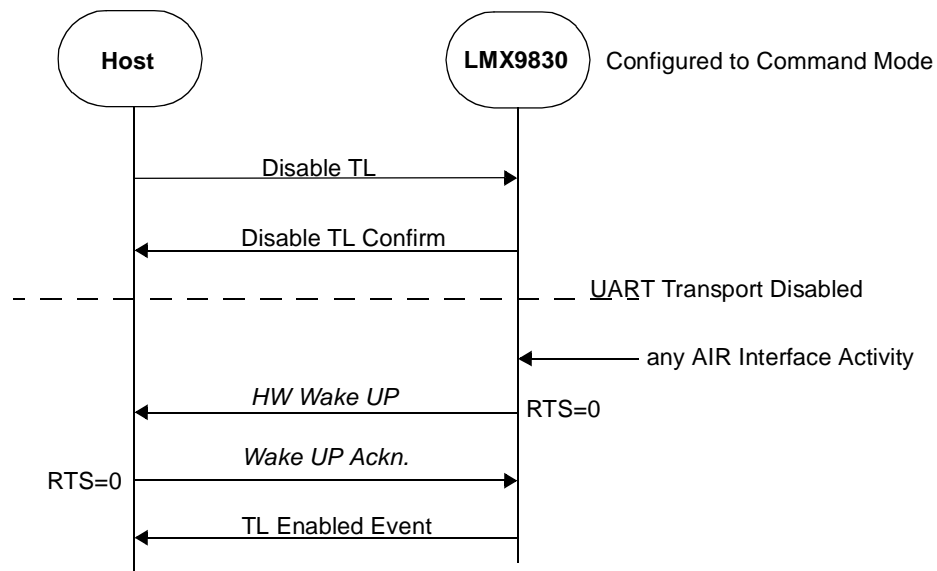 Host
LMX9830
Configured to Command Mode
Disable TL
Disable TL Confirm
UART Transport Disabled
any AIR Interface Activity
HW Wake UP
RTS=0
Wake UP Ackn.
RTS=0
TL Enabled Event